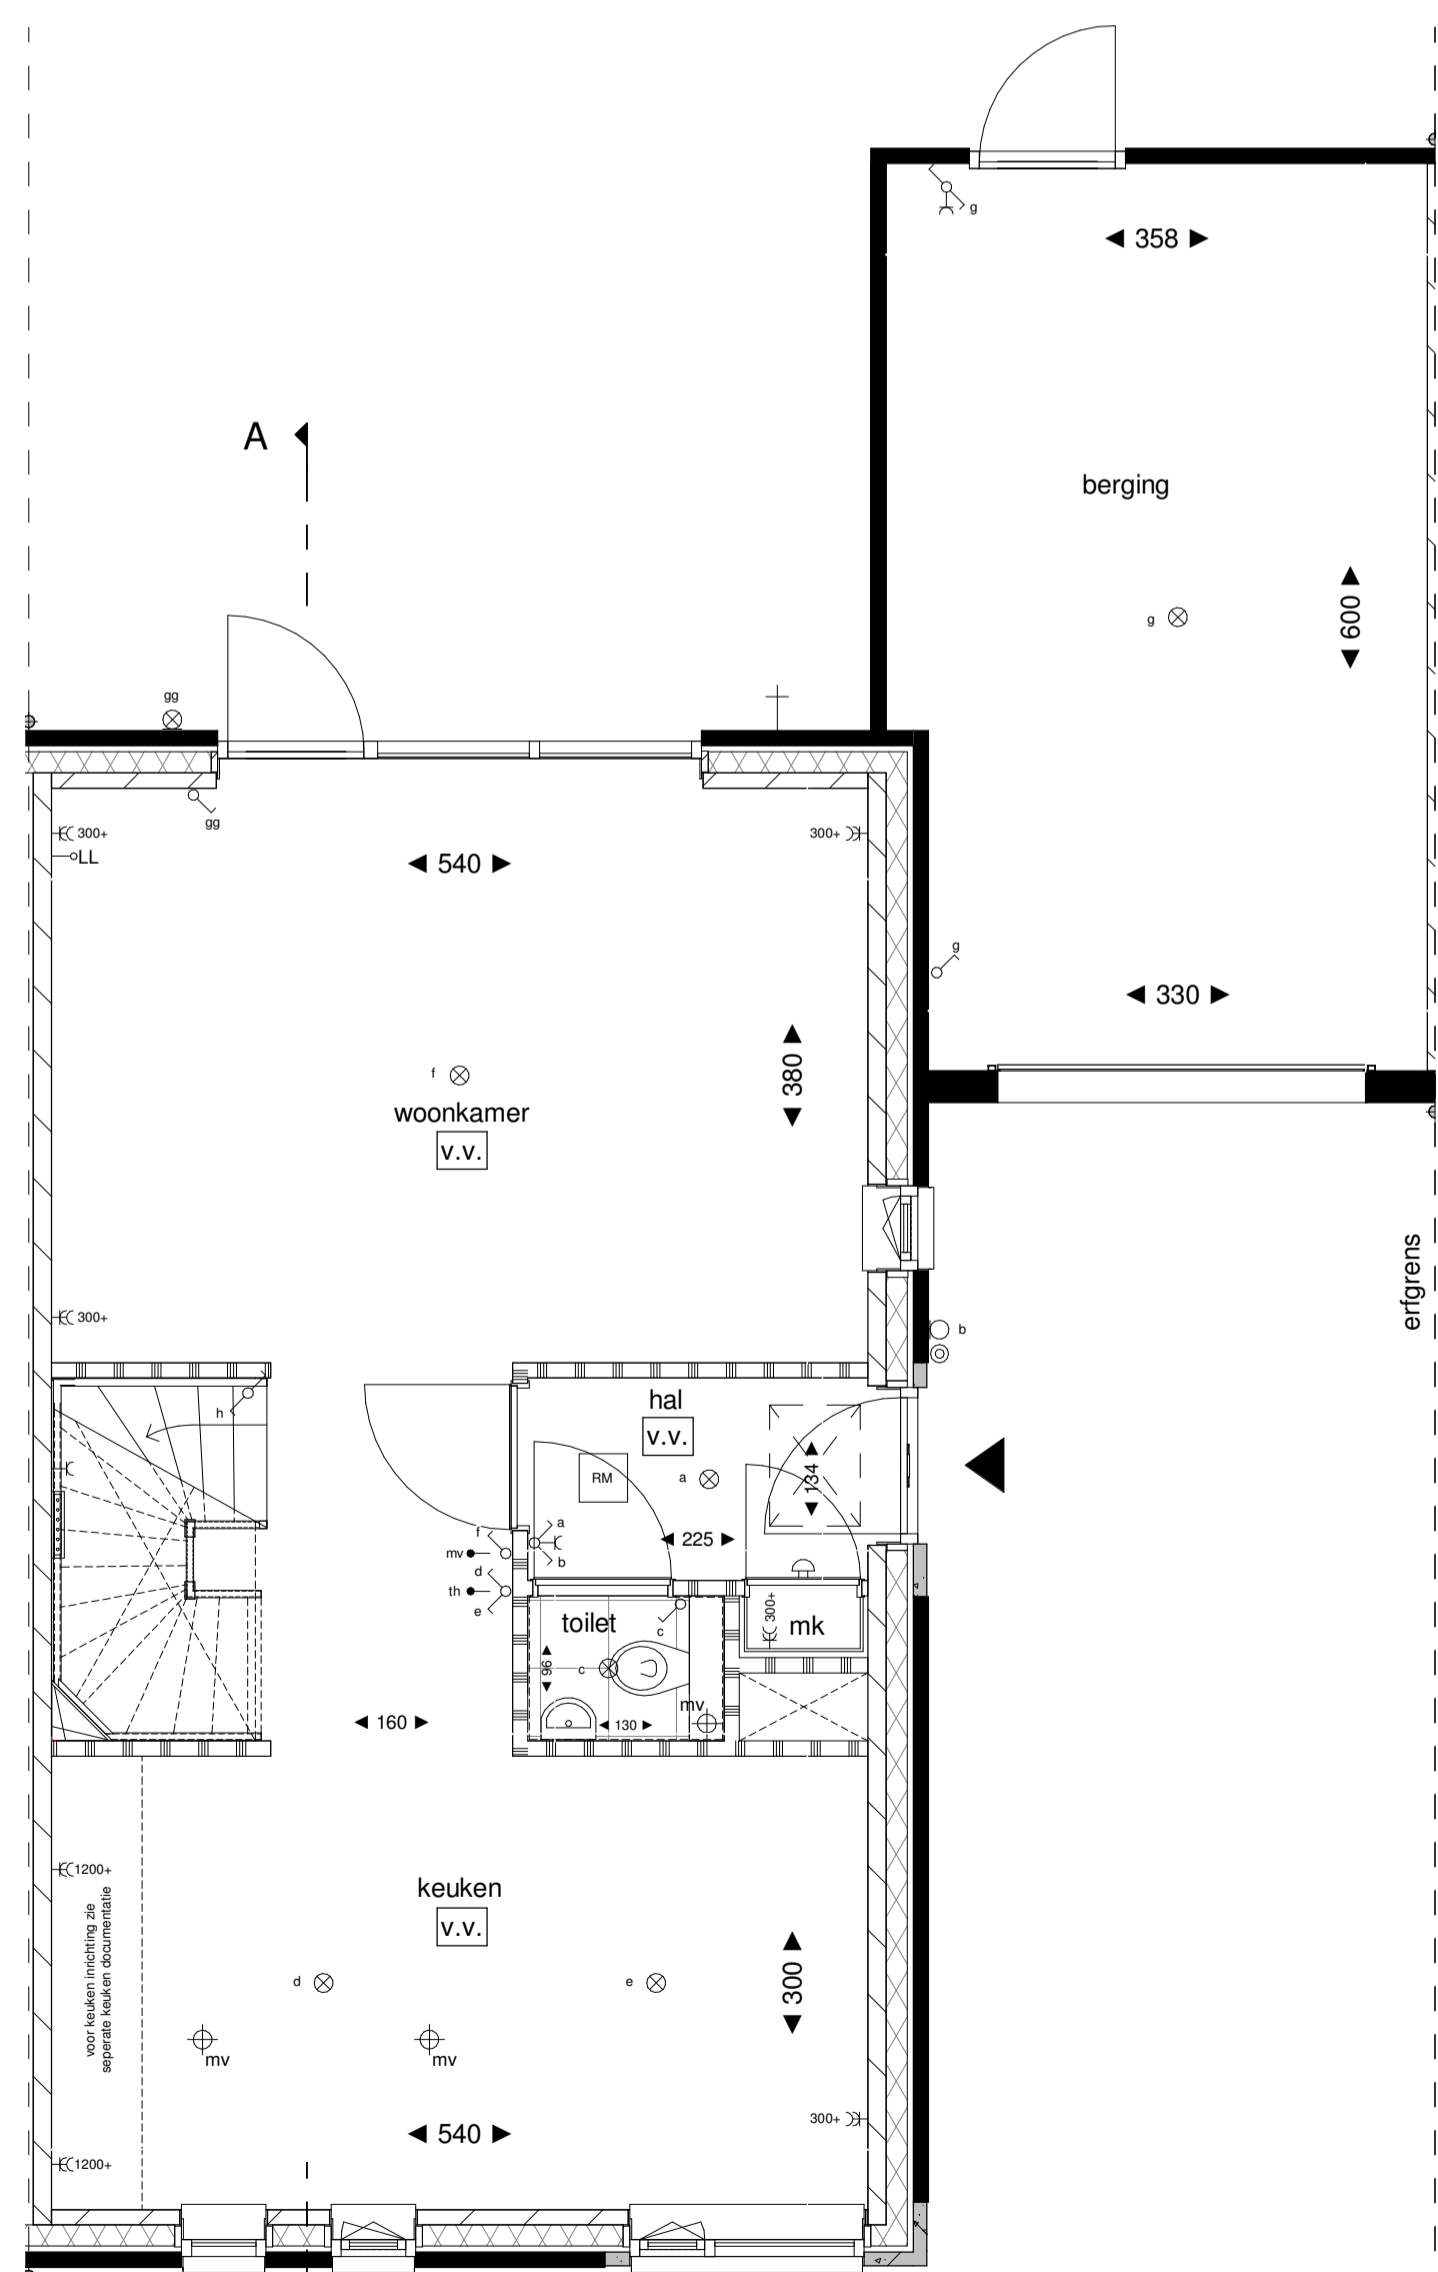 g
◄ 358 ►
A
berging
◄ 600 ►
g
gg
gg
300+
300+
LL
◄ 540 ►
g
◄ 330 ►
◄ 380 ►
f
woonkamer
v.v.
erfgrens
300+
b
h
hal
v.v.
RM
a
◄ 134 ►
◄ 225 ►
a
b
f
mv
d
th
e
toilet
c
300+
mk
◄ 96 ►
c
mv
◄ 130 ►
◄ 160 ►
1200+
keuken
v.v.
voor keuken inrichting zie
seperate keuken documentatie
d
e
◄ 300 ►
mv
mv
300+
◄ 540 ►
1200+